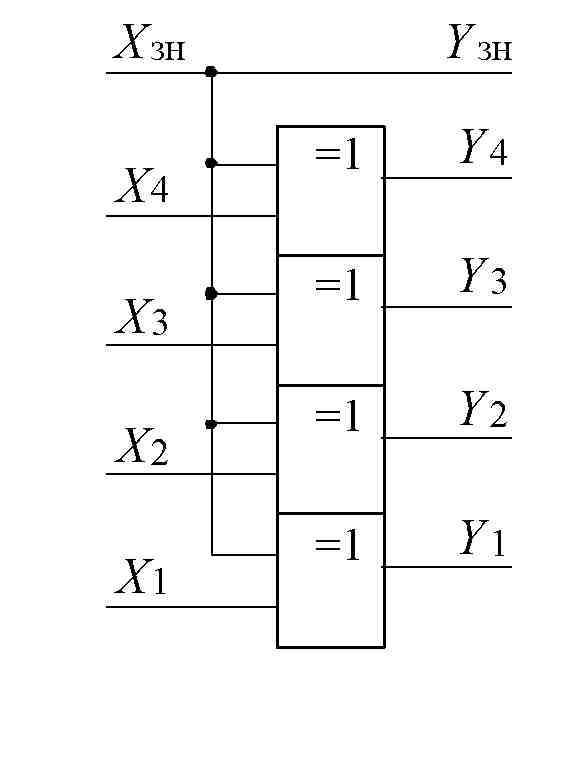 Xзн Yзн
=1 Y4
X4
=1 Y3
X3
=1 Y2
X2
=1 Y1
X1